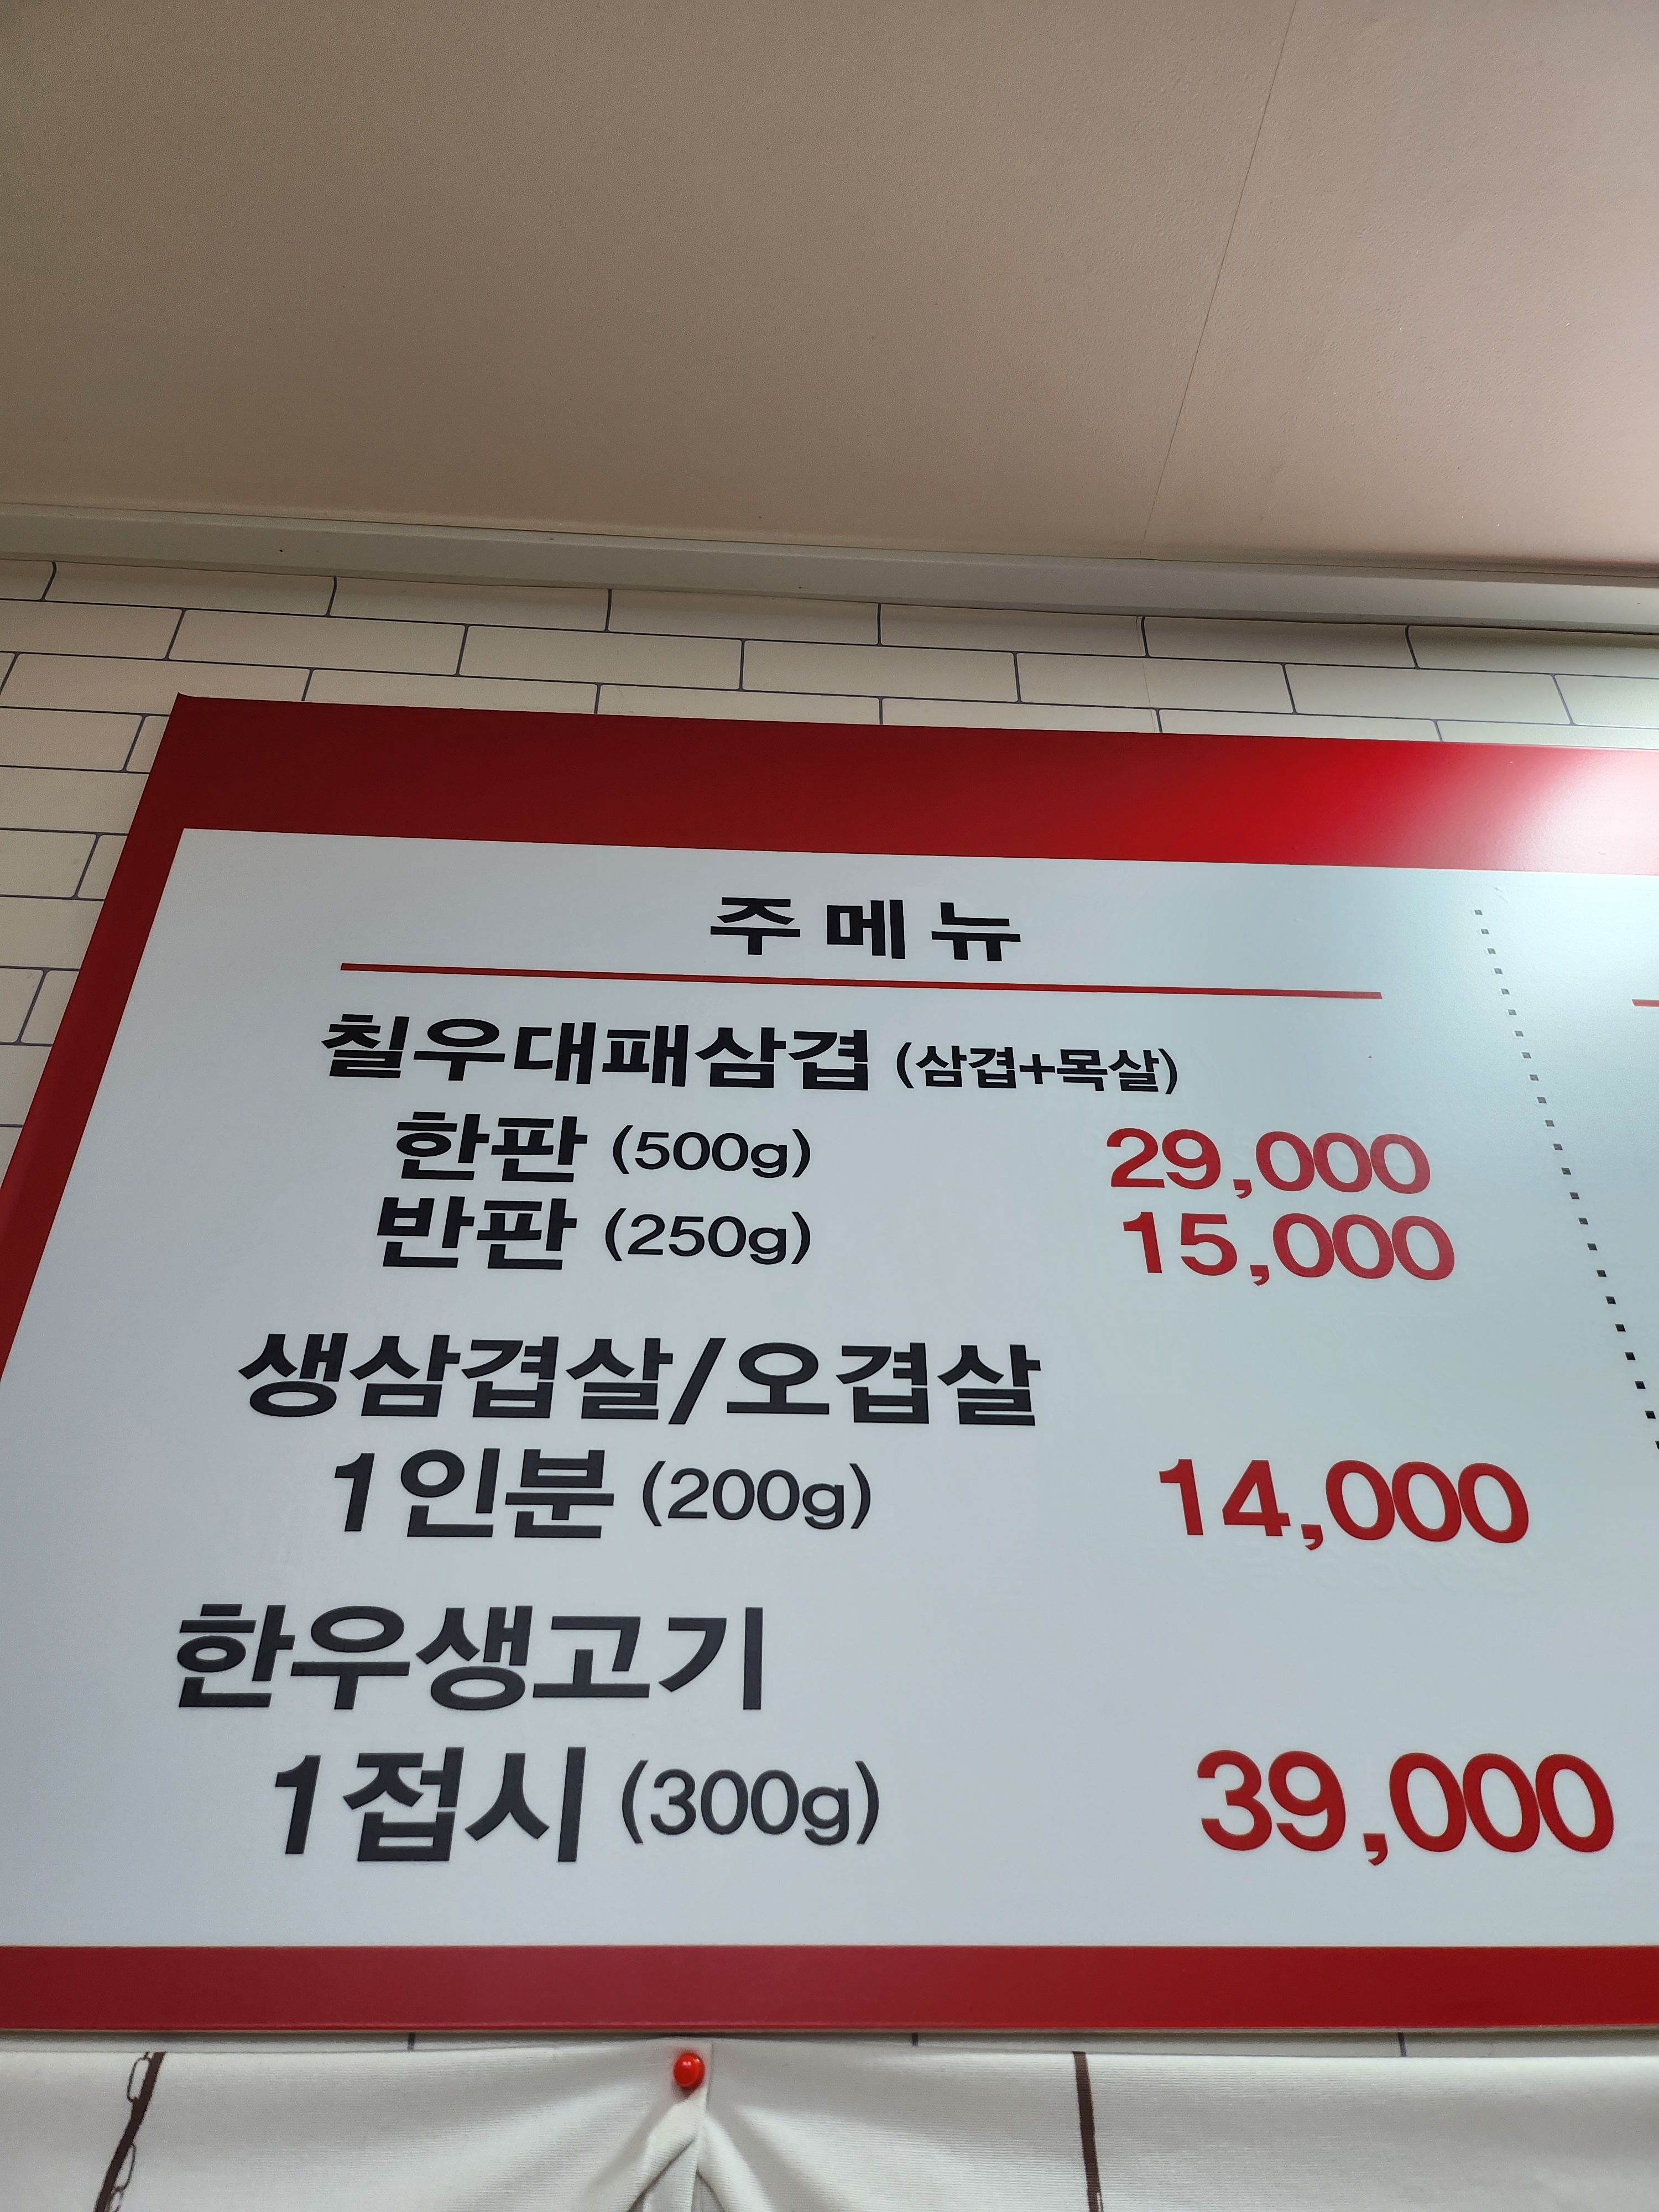 주메뉴
칠우대패삼겹 (삼겹+목살)
한판 (500g) 29,000
반판 (250g) 15,000
생삼겹살/오겹살
1인분 (200g) 14,000
한우생고기
1접시 (300g) 39,000